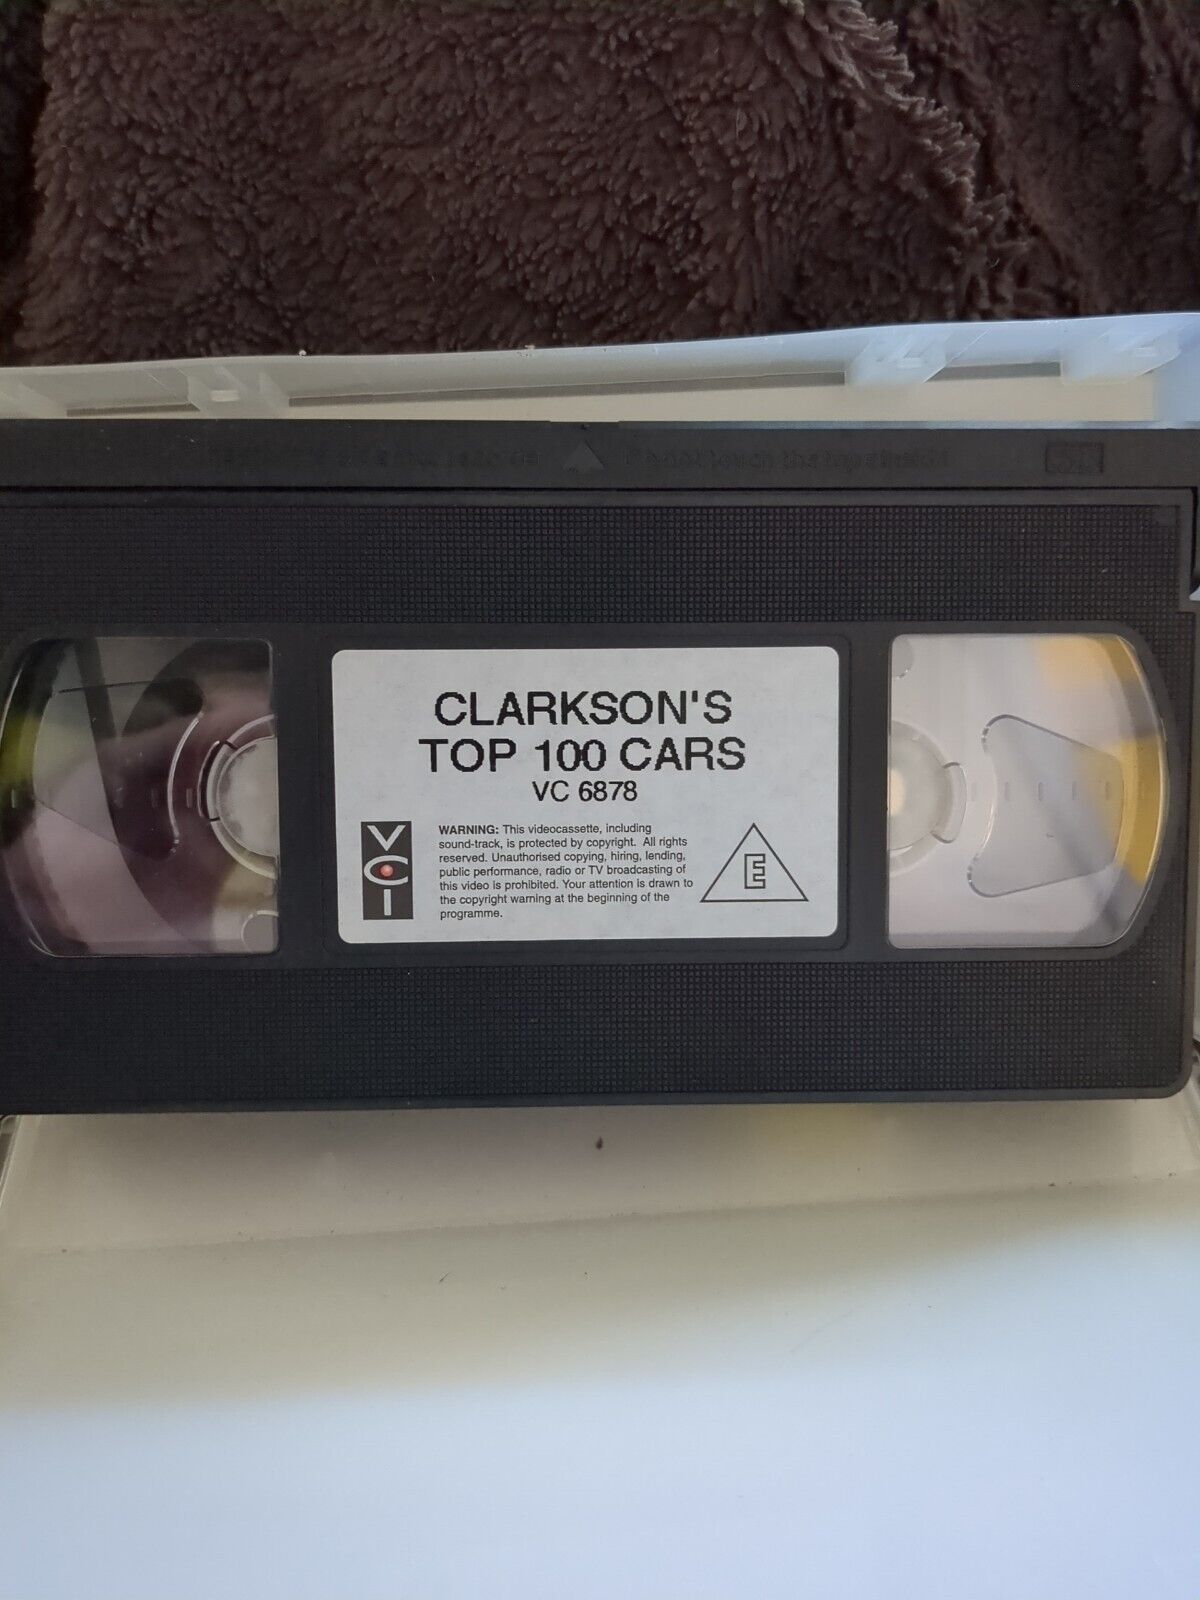 CLARKSON'S
TOP 100 CARS
VC 6878
VCI
WARNING: This videocassette, including
sound-track, is protected by copyright. All rights
reserved. Unauthorised copying, hiring, lending,
public performance, radio or TV broadcasting of
this video is prohibited. Your attention is drawn to
the copyright warning at the beginning of the
programme.
E